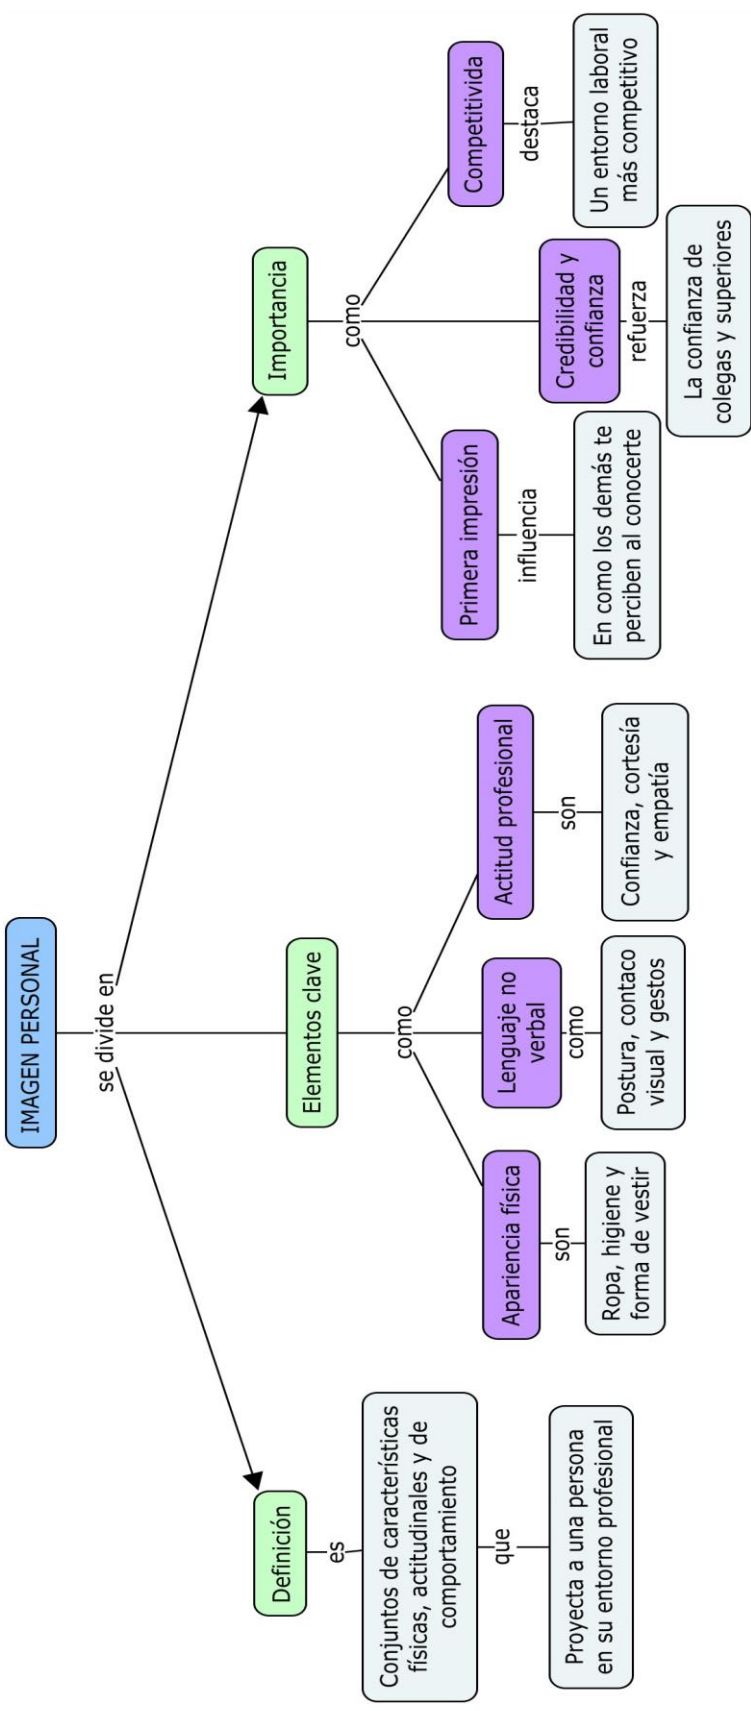 IMAGEN PERSONAL
se divide en
Definición
es
Conjuntos de características
físicas, actitudinales y de
comportamiento
que
Proyecta a una persona
en su entorno profesional
Elementos clave
como
Apariencia física
son
Ropa, higiene y
forma de vestir
Lenguaje no
verbal
como
Postura, contaco
visual y gestos
Actitud profesional
son
Confianza, cortesía
y empatía
Importancia
como
Primera impresión
influencia
En como los demás te
perciben al conocerte
Credibilidad y
confianza
refuerza
La confianza de
colegas y superiores
Competitivida
destaca
Un entorno laboral
más competitivo